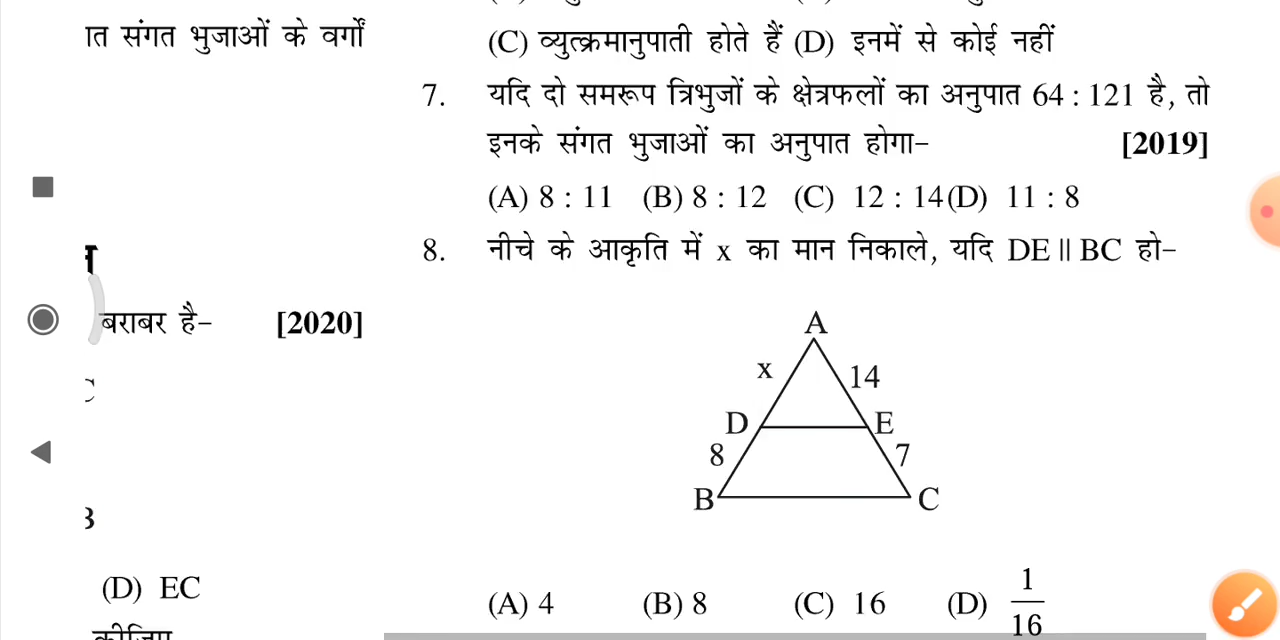 ात संगत भुजाओं के वर्गों
बराबर है– [2020]
(D) EC
कीजिए
(C) व्युत्क्रमानुपाती होते हैं (D) इनमें से कोई नहीं
7. यदि दो समरूप त्रिभुजों के क्षेत्रफलों का अनुपात 64 : 121 है, तो
इनके संगत भुजाओं का अनुपात होगा– [2019]
(A) 8 : 11 (B) 8 : 12 (C) 12 : 14(D) 11 : 8
8. नीचे के आकृति में x का मान निकाले, यदि DE || BC हो–
A
x 14
D E
8 7
B C
(A) 4 (B) 8 (C) 16 (D) 1/16